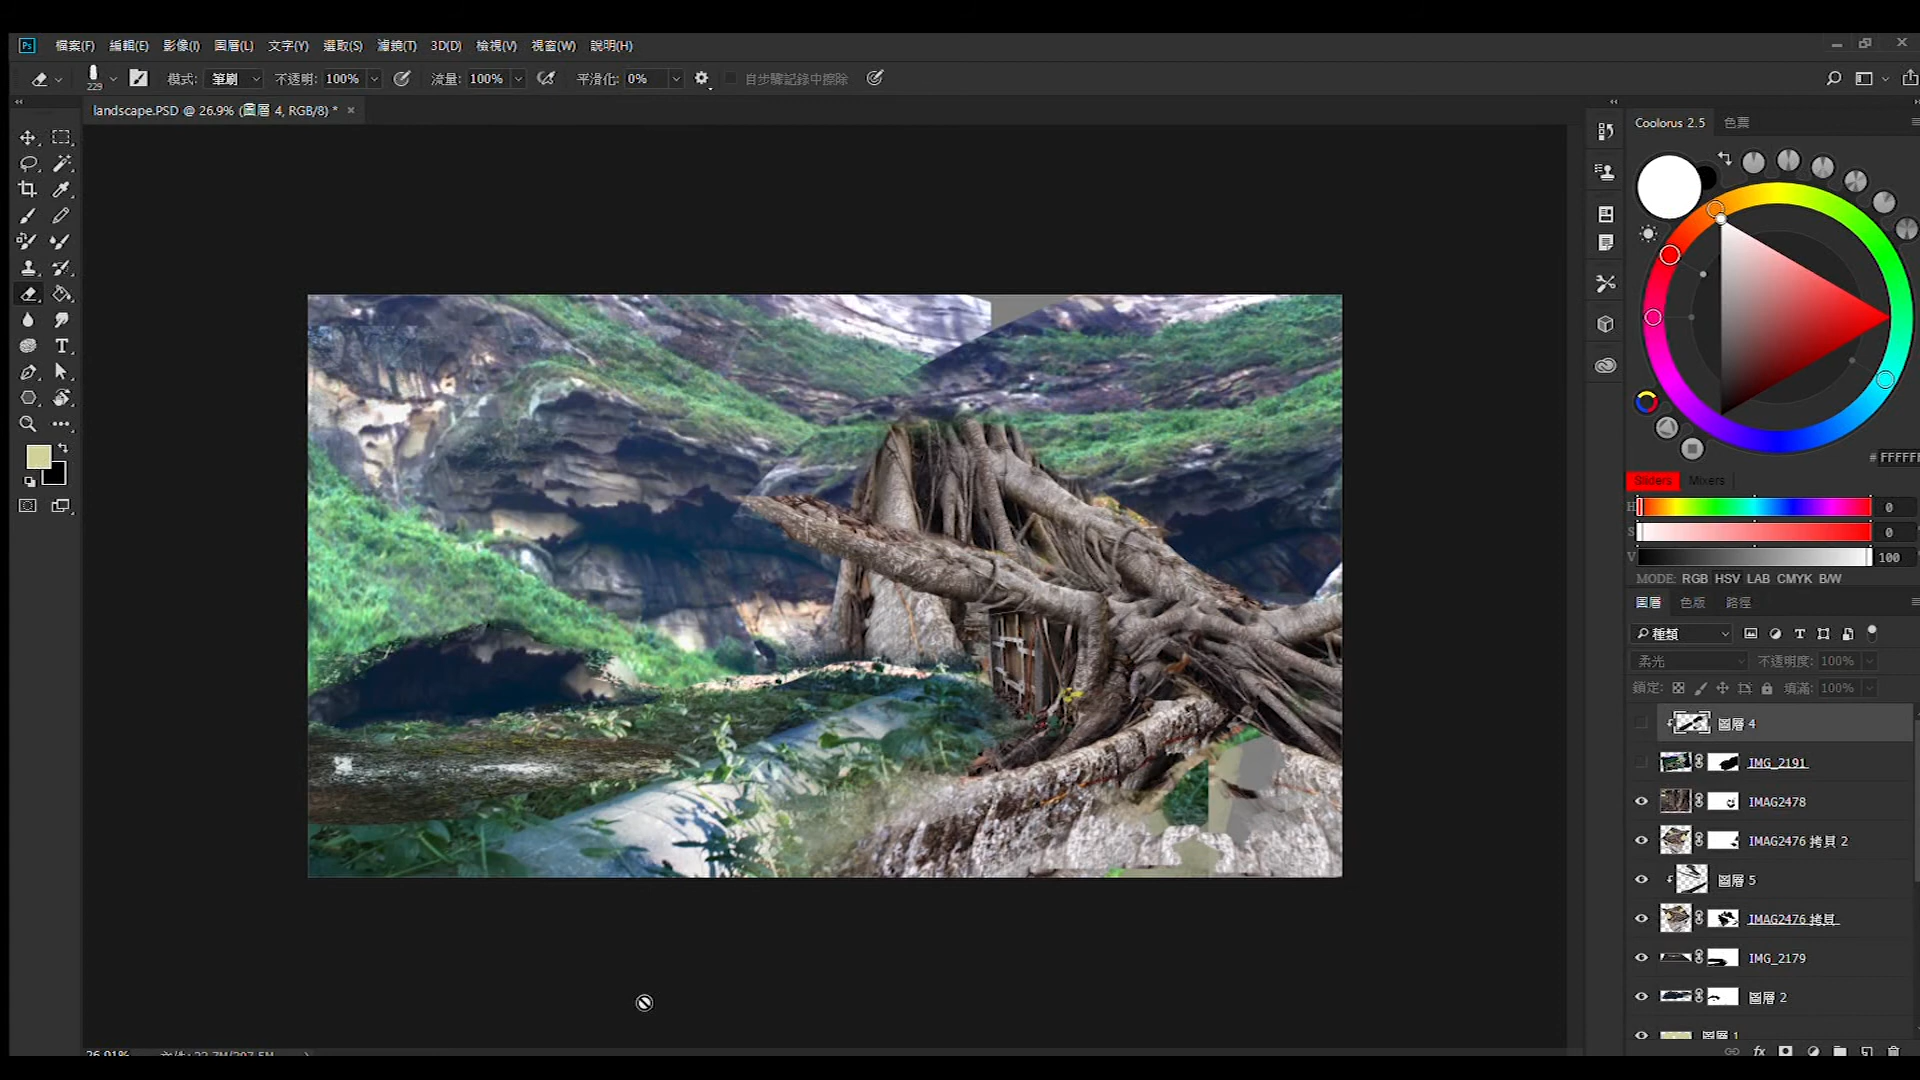 Ps 檔案(F) 編輯(E) 影像(I) 圖層(L) 文字(Y) 選取(S) 濾鏡(T) 3D(D) 檢視(V) 視窗(W) 說明(H)
229 模式: 筆刷 不透明: 100% 流量: 100% 平滑化: 0% 自步驟記錄中擦除
landscape.PSD @ 26.9% (圖層 4, RGB/8) *
Coolorus 2.5 色票
# FFFFFF
Sliders Mixers
H 0
S 0
V 100
MODE: RGB HSV LAB CMYK B/W
圖層 色版 路徑
種類
柔光 不透明度: 100%
鎖定: 填滿: 100%
圖層 4
IMG_2191
IMAG2478
IMAG2476 拷貝 2
圖層 5
IMAG2476 拷貝
IMG_2179
圖層 2
圖層 1
26.91%
fx